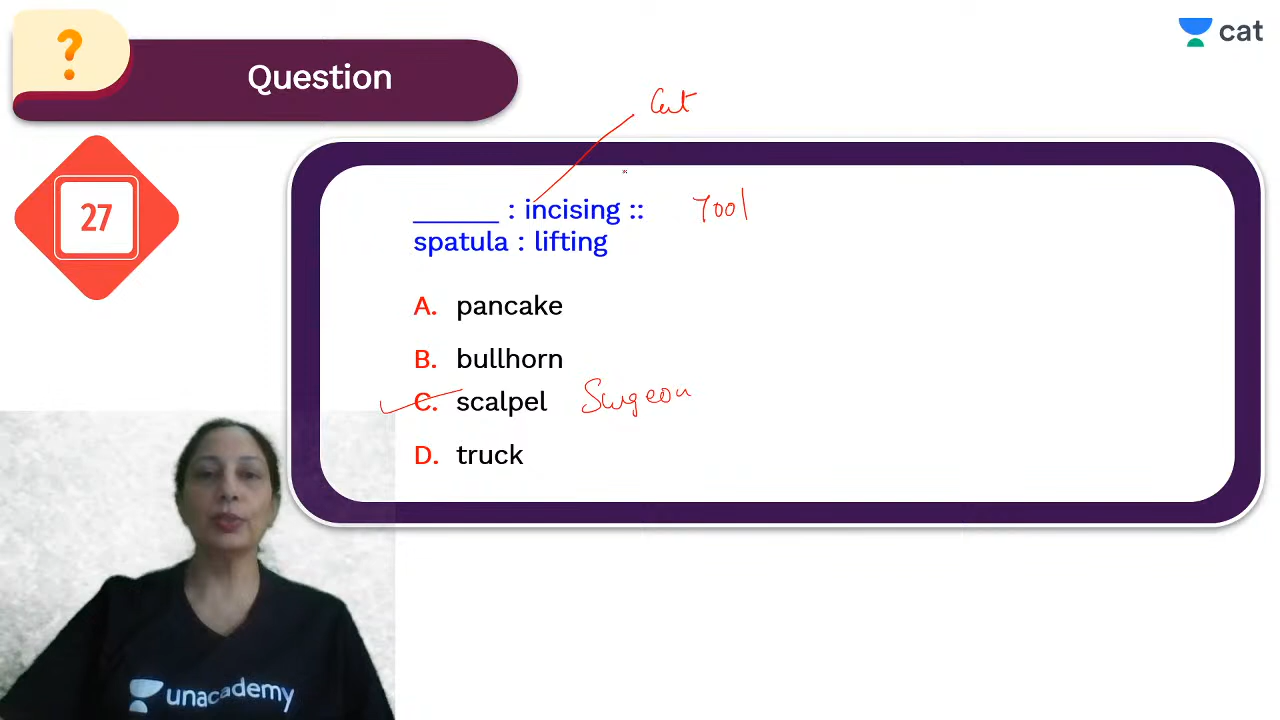 ?
Question
cat
Cut
27
______ : incising ::
Tool
spatula : lifting
A. pancake
B. bullhorn
C. scalpel
Surgeon
D. truck
unacademy